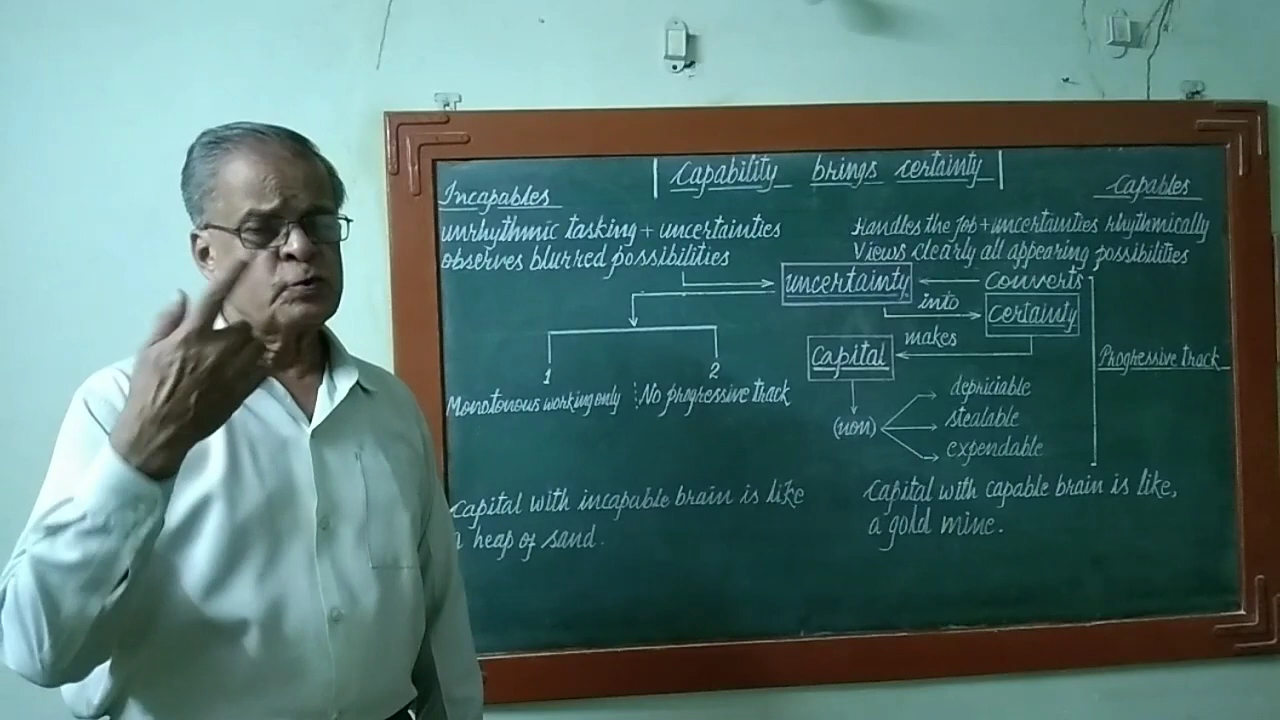 Capability brings certainty
Incapables
unrhythmic tasking + uncertainties
observes blurred possibilities
Capables
Handles the Job + uncertainties rhythmically
Views clearly all appearing possibilities
uncertainty
converts
into
certainty
makes
capital
Progressive track
1
2
Monotonous working only
No progressive track
(non)
depriciable
stealable
expendable
Capital with incapable brain is like
a heap of sand.
Capital with capable brain is like,
a gold mine.